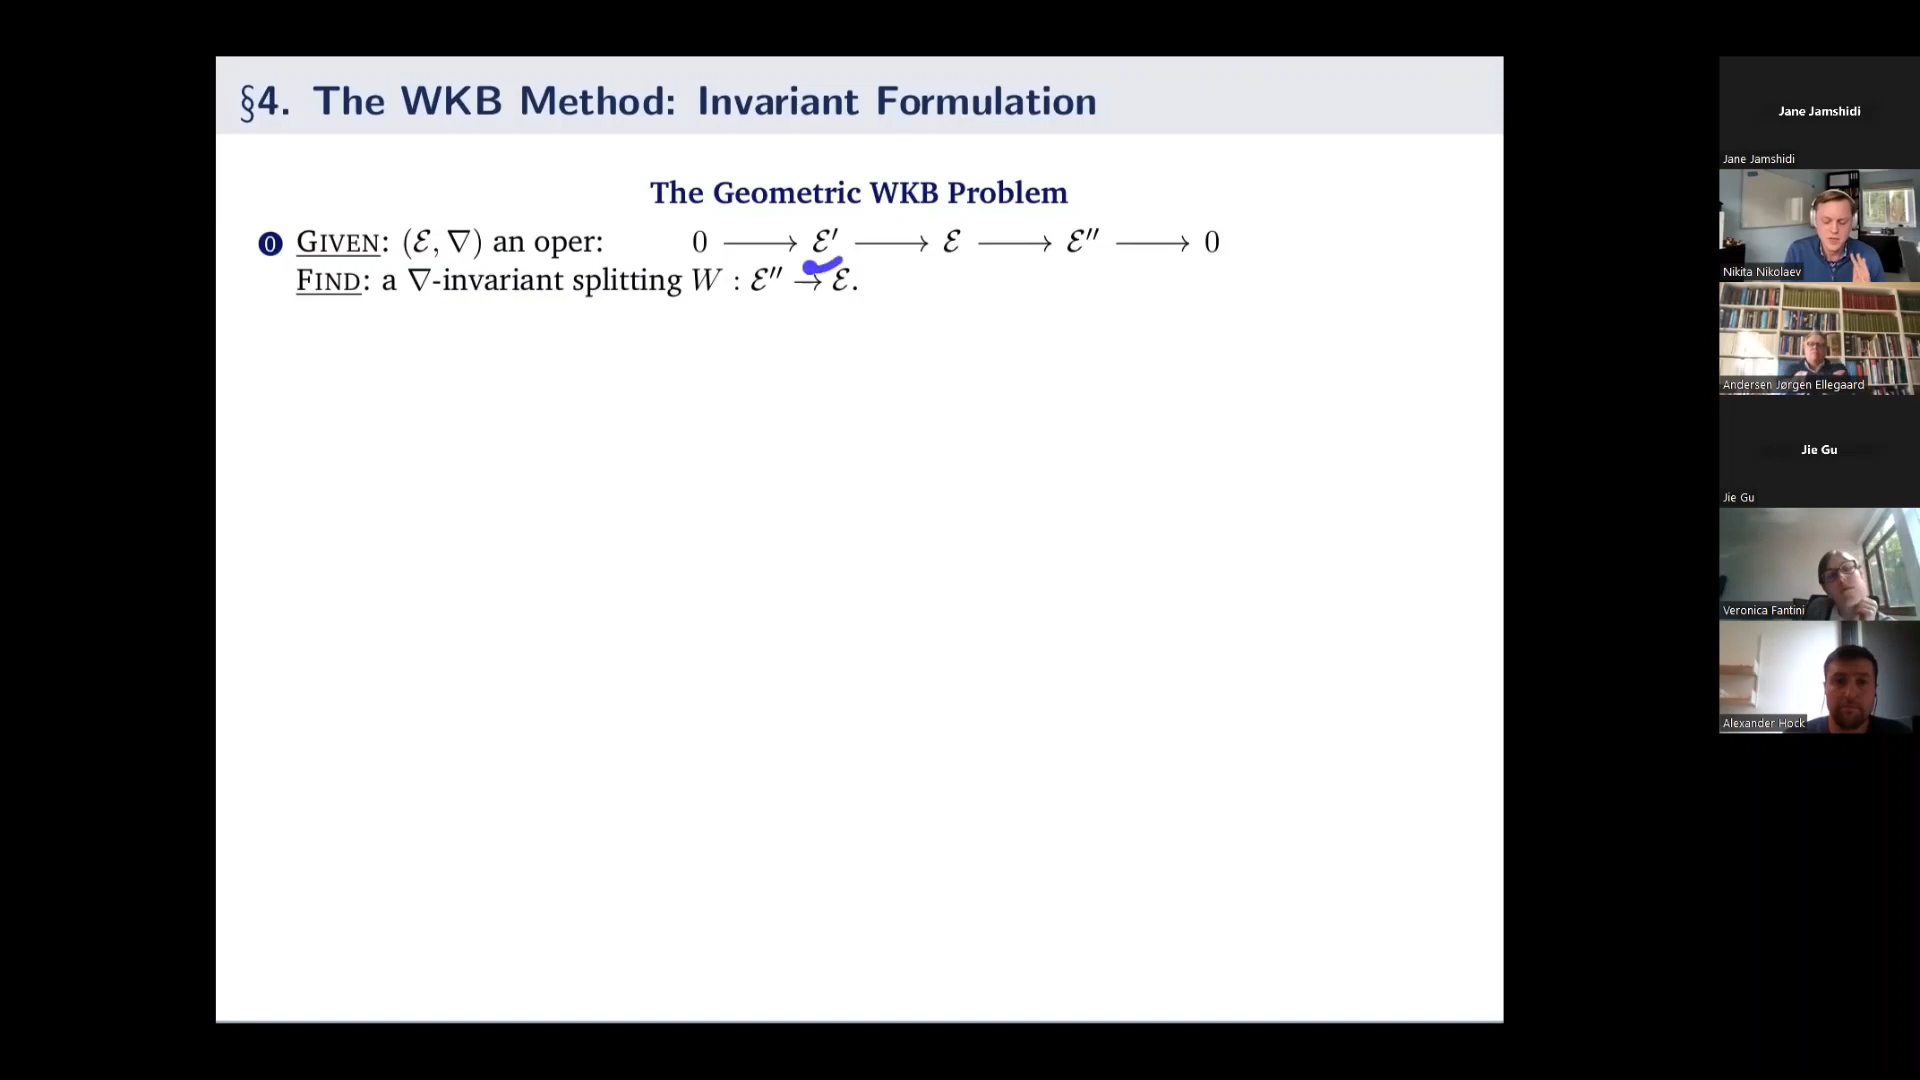 §4. The WKB Method: Invariant Formulation
The Geometric WKB Problem
0 GIVEN: (ℰ, ∇) an oper: 0 ⟶ ℰ′ ⟶ ℰ ⟶ ℰ″ ⟶ 0
FIND: a ∇-invariant splitting W : ℰ″ → ℰ.
Jane Jamshidi
Jane Jamshidi
Nikita Nikolaev
Andersen Jørgen Ellegaard
Jie Gu
Jie Gu
Veronica Fantini
Alexander Hock